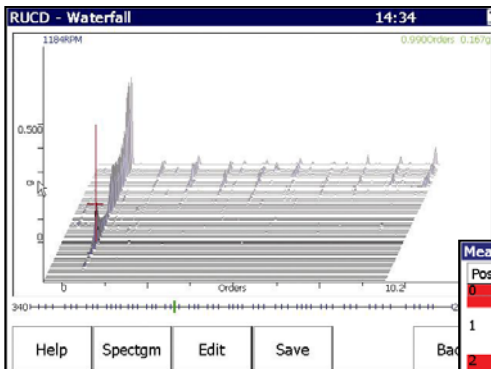 RUCD - Waterfall 14:34
1184RPM 0.990Orders 0.167g
0.500
g
0
0 Orders 10.2
340
Mea
Pos
0
1
2
Help Spectgm Edit Save Bac